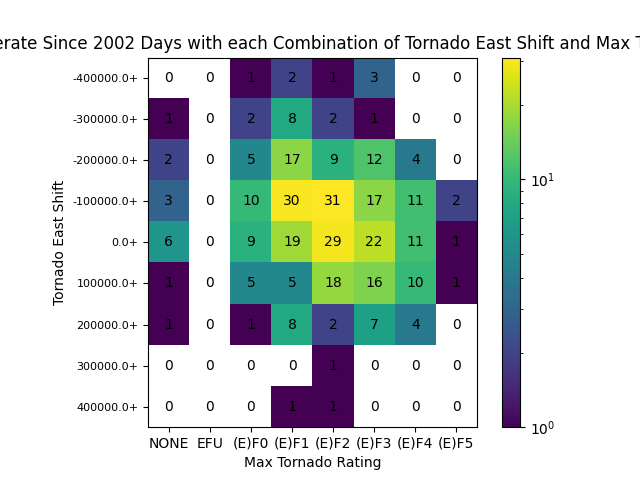 erate Since 2002 Days with each Combination of Tornado East Shift and Max T
-400000.0+ 0 0 1 2 1 3 0 0
-300000.0+ 1 0 2 8 2 1 0 0
-200000.0+ 2 0 5 17 9 12 4 0
-100000.0+ 3 0 10 30 31 17 11 2
0.0+ 6 0 9 19 29 22 11 1
100000.0+ 1 0 5 5 18 16 10 1
200000.0+ 1 0 1 8 2 7 4 0
300000.0+ 0 0 0 0 1 0 0 0
400000.0+ 0 0 0 1 1 0 0 0
NONE EFU (E)F0 (E)F1 (E)F2 (E)F3 (E)F4 (E)F5
Max Tornado Rating
Tornado East Shift
10¹
10⁰